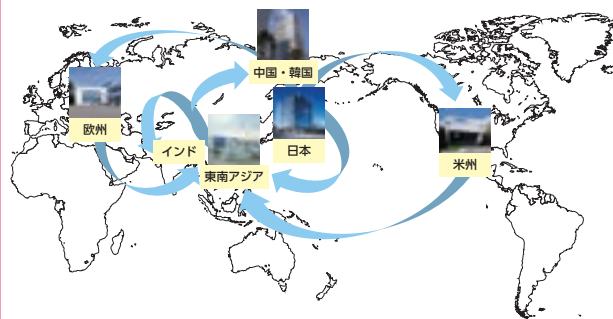 中国・韓国
欧州
インド
日本
東南アジア
米州